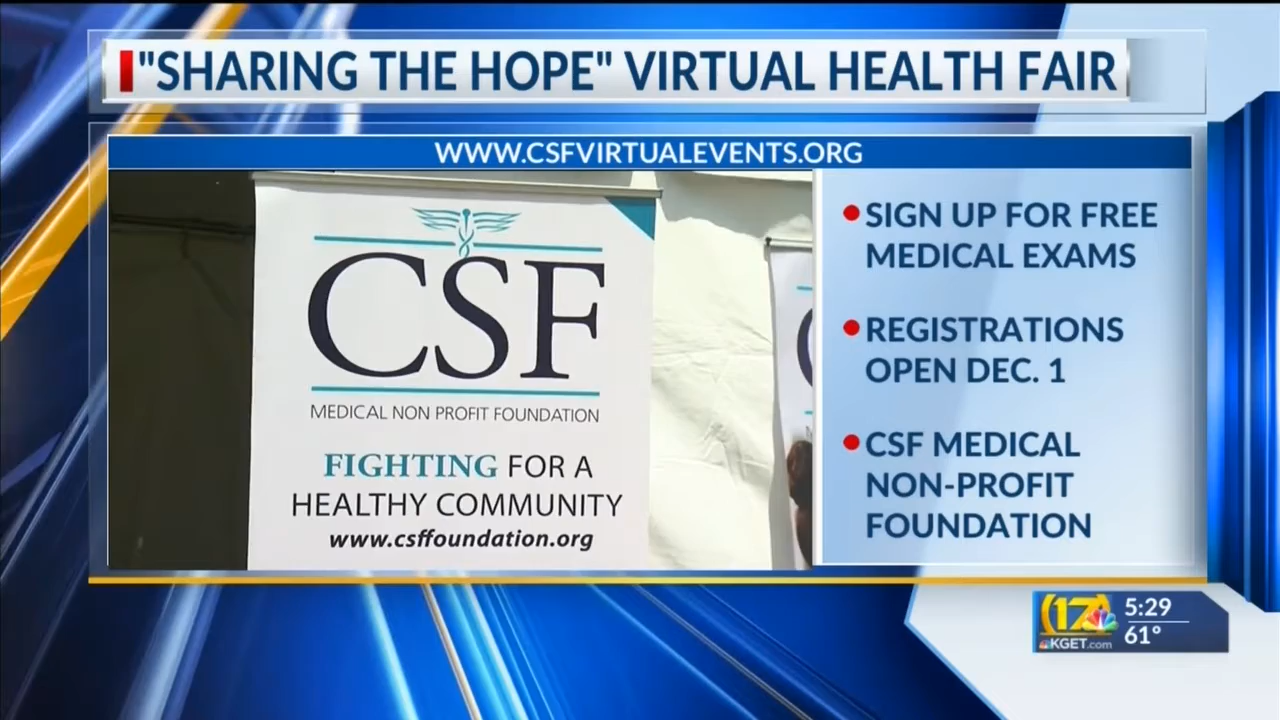 "SHARING THE HOPE" VIRTUAL HEALTH FAIR
WWW.CSFVIRTUALEVENTS.ORG
CSF
MEDICAL NON PROFIT FOUNDATION
FIGHTING FOR A
HEALTHY COMMUNITY
www.csffoundation.org
SIGN UP FOR FREE
MEDICAL EXAMS
REGISTRATIONS
OPEN DEC. 1
CSF MEDICAL
NON-PROFIT
FOUNDATION
17
KGET.com
5:29
61°